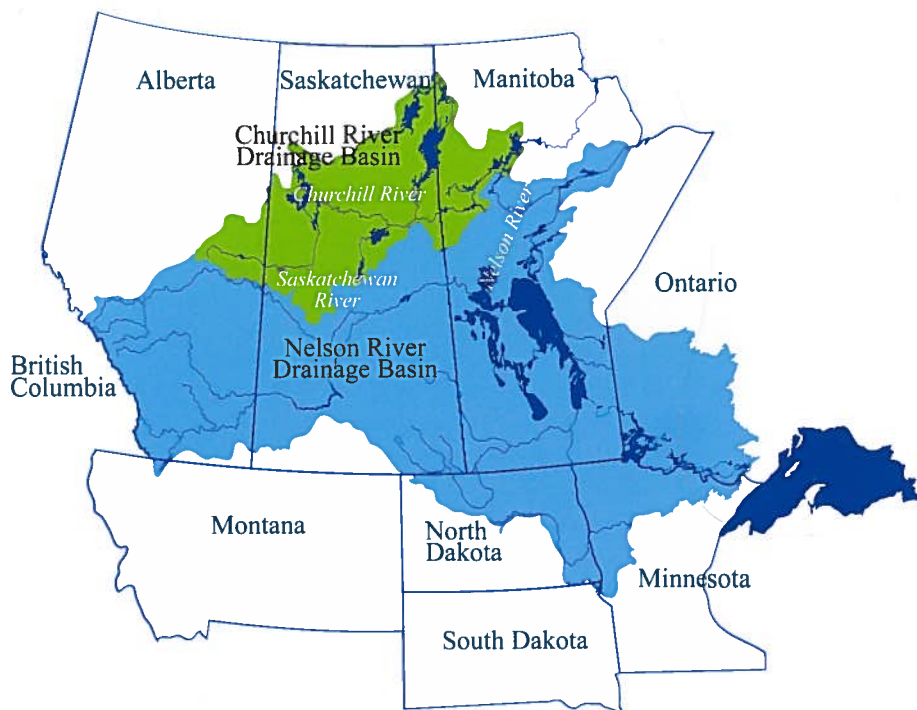 Alberta
Saskatchewan
Manitoba
Churchill River
Drainage Basin
Churchill River
Nelson River
Saskatchewan
River
Ontario
Nelson River
Drainage Basin
British
Columbia
Montana
North
Dakota
Minnesota
South Dakota